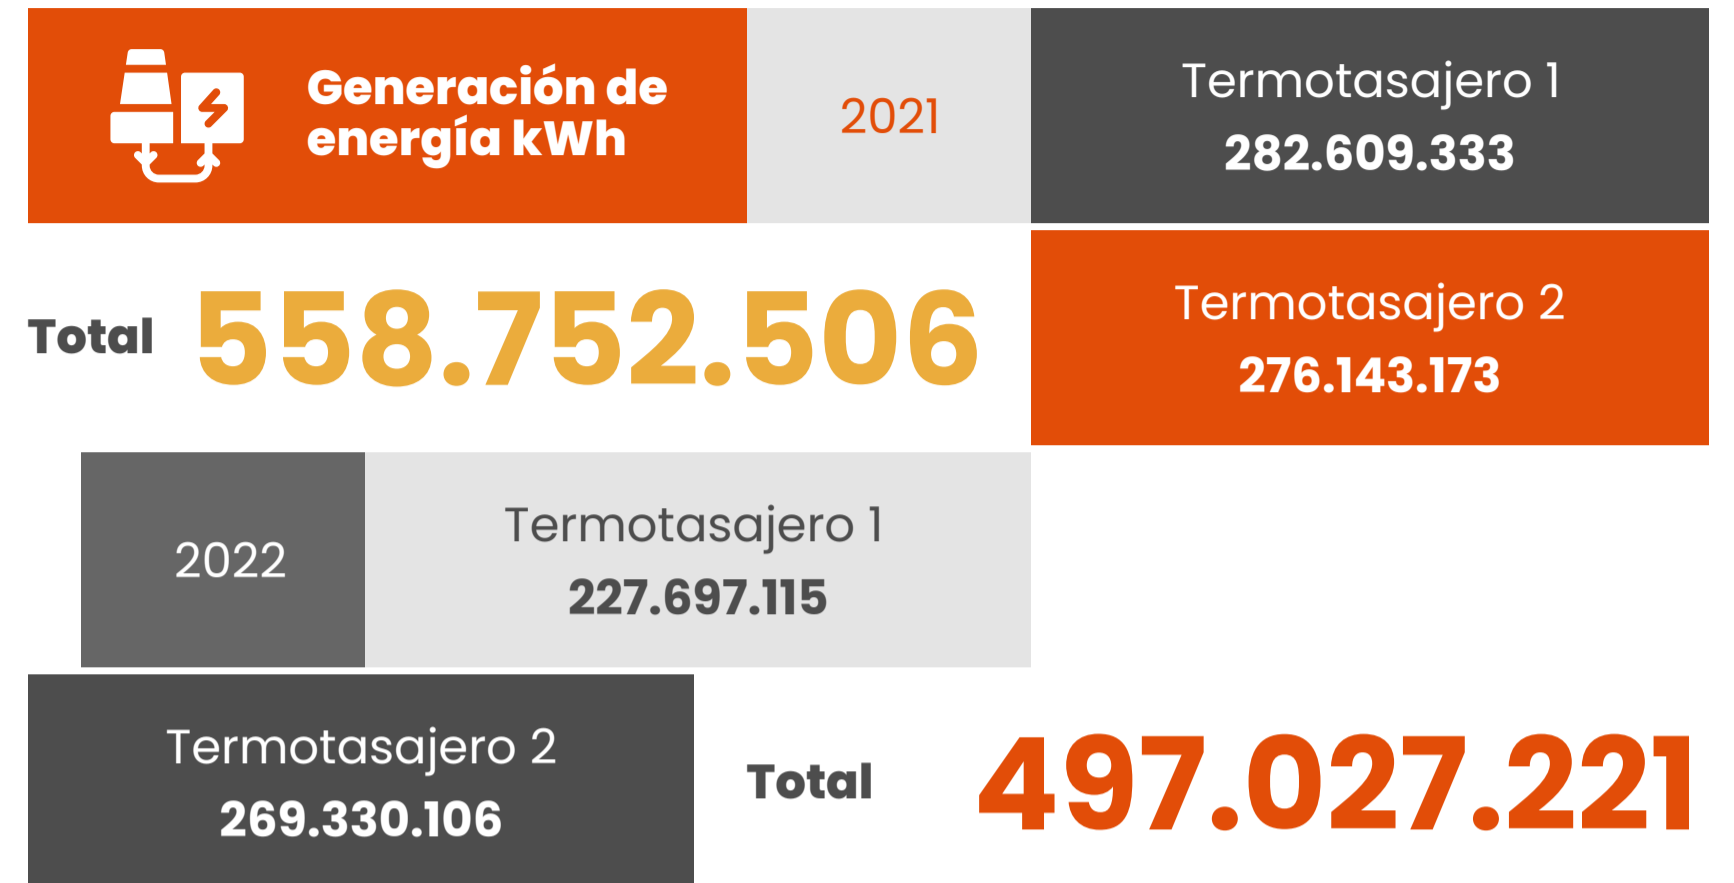 Generación de
energía kWh
2021
Termotasajero 1
282.609.333
Total 558.752.506
Termotasajero 2
276.143.173
2022
Termotasajero 1
227.697.115
Termotasajero 2
269.330.106
Total 497.027.221